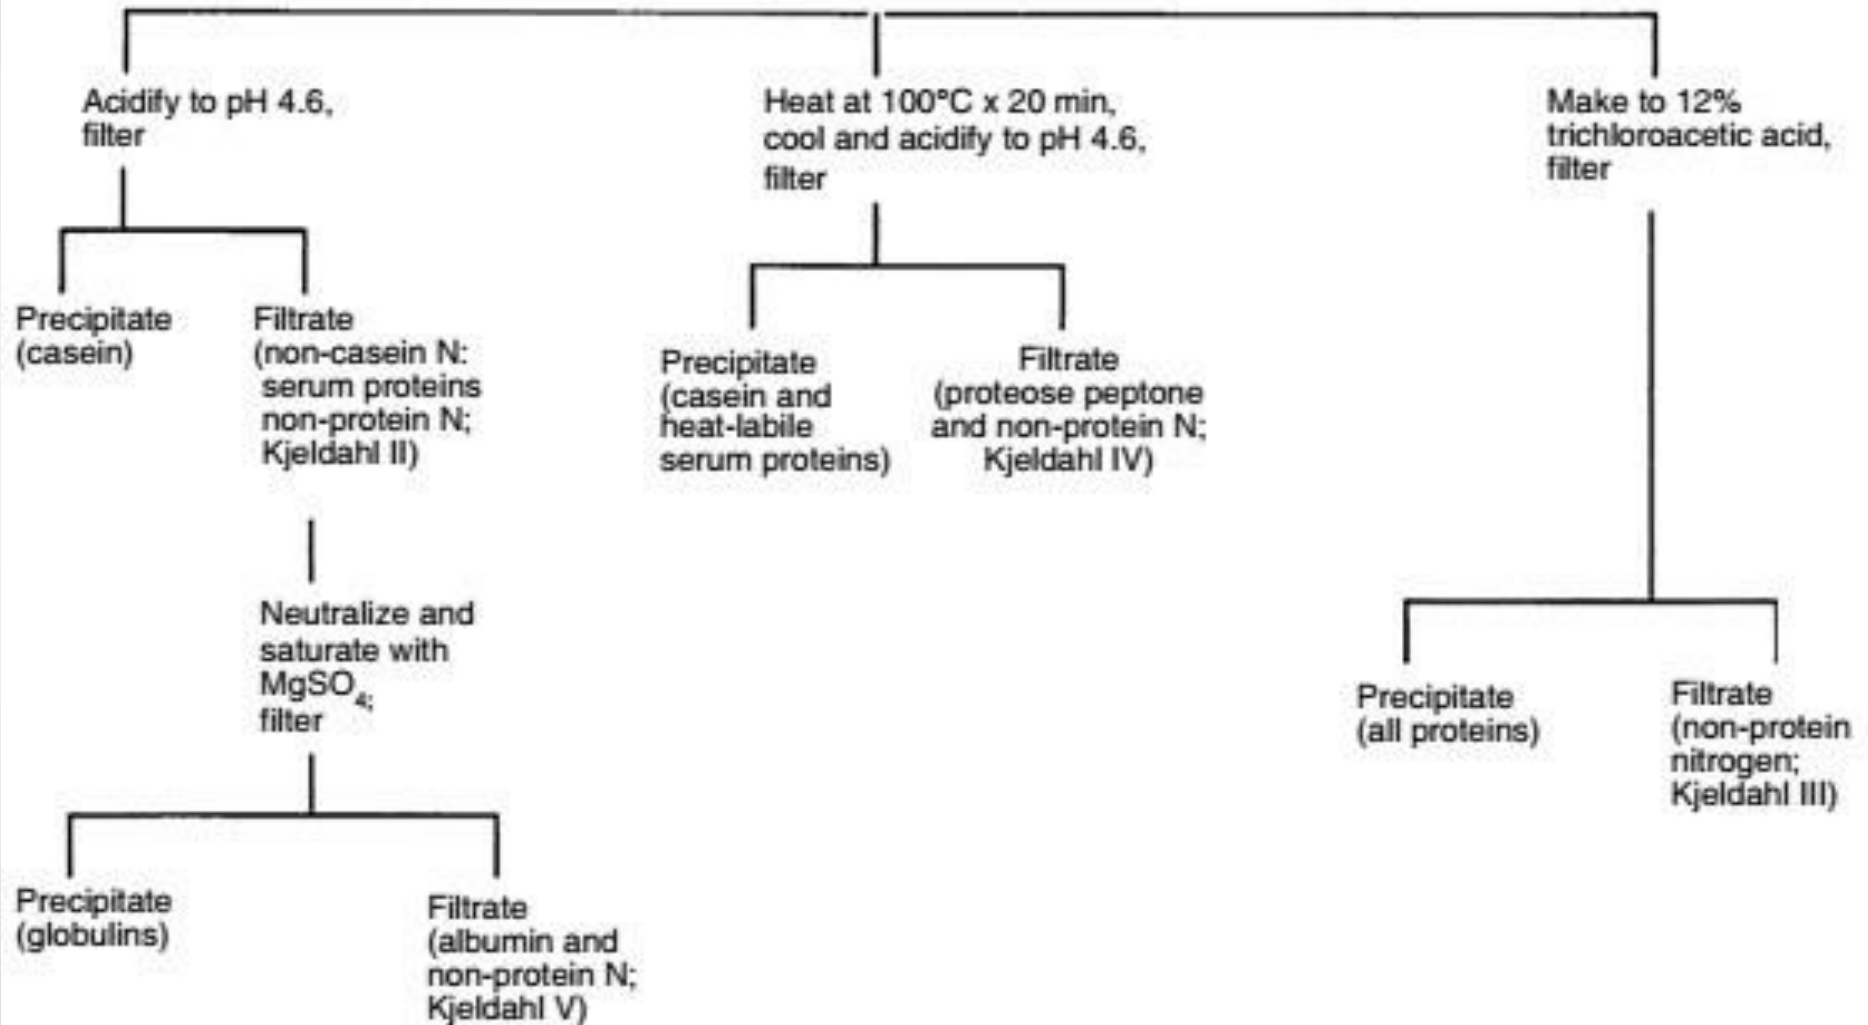 Acidify to pH 4.6,
filter
Heat at 100°C x 20 min,
cool and acidify to pH 4.6,
filter
Make to 12%
trichloroacetic acid,
filter
Precipitate
(casein)
Filtrate
(non-casein N:
serum proteins
non-protein N;
Kjeldahl II)
Precipitate
(casein and
heat-labile
serum proteins)
Filtrate
(proteose peptone
and non-protein N;
Kjeldahl IV)
Neutralize and
saturate with
MgSO₄;
filter
Precipitate
(all proteins)
Filtrate
(non-protein
nitrogen;
Kjeldahl III)
Precipitate
(globulins)
Filtrate
(albumin and
non-protein N;
Kjeldahl V)